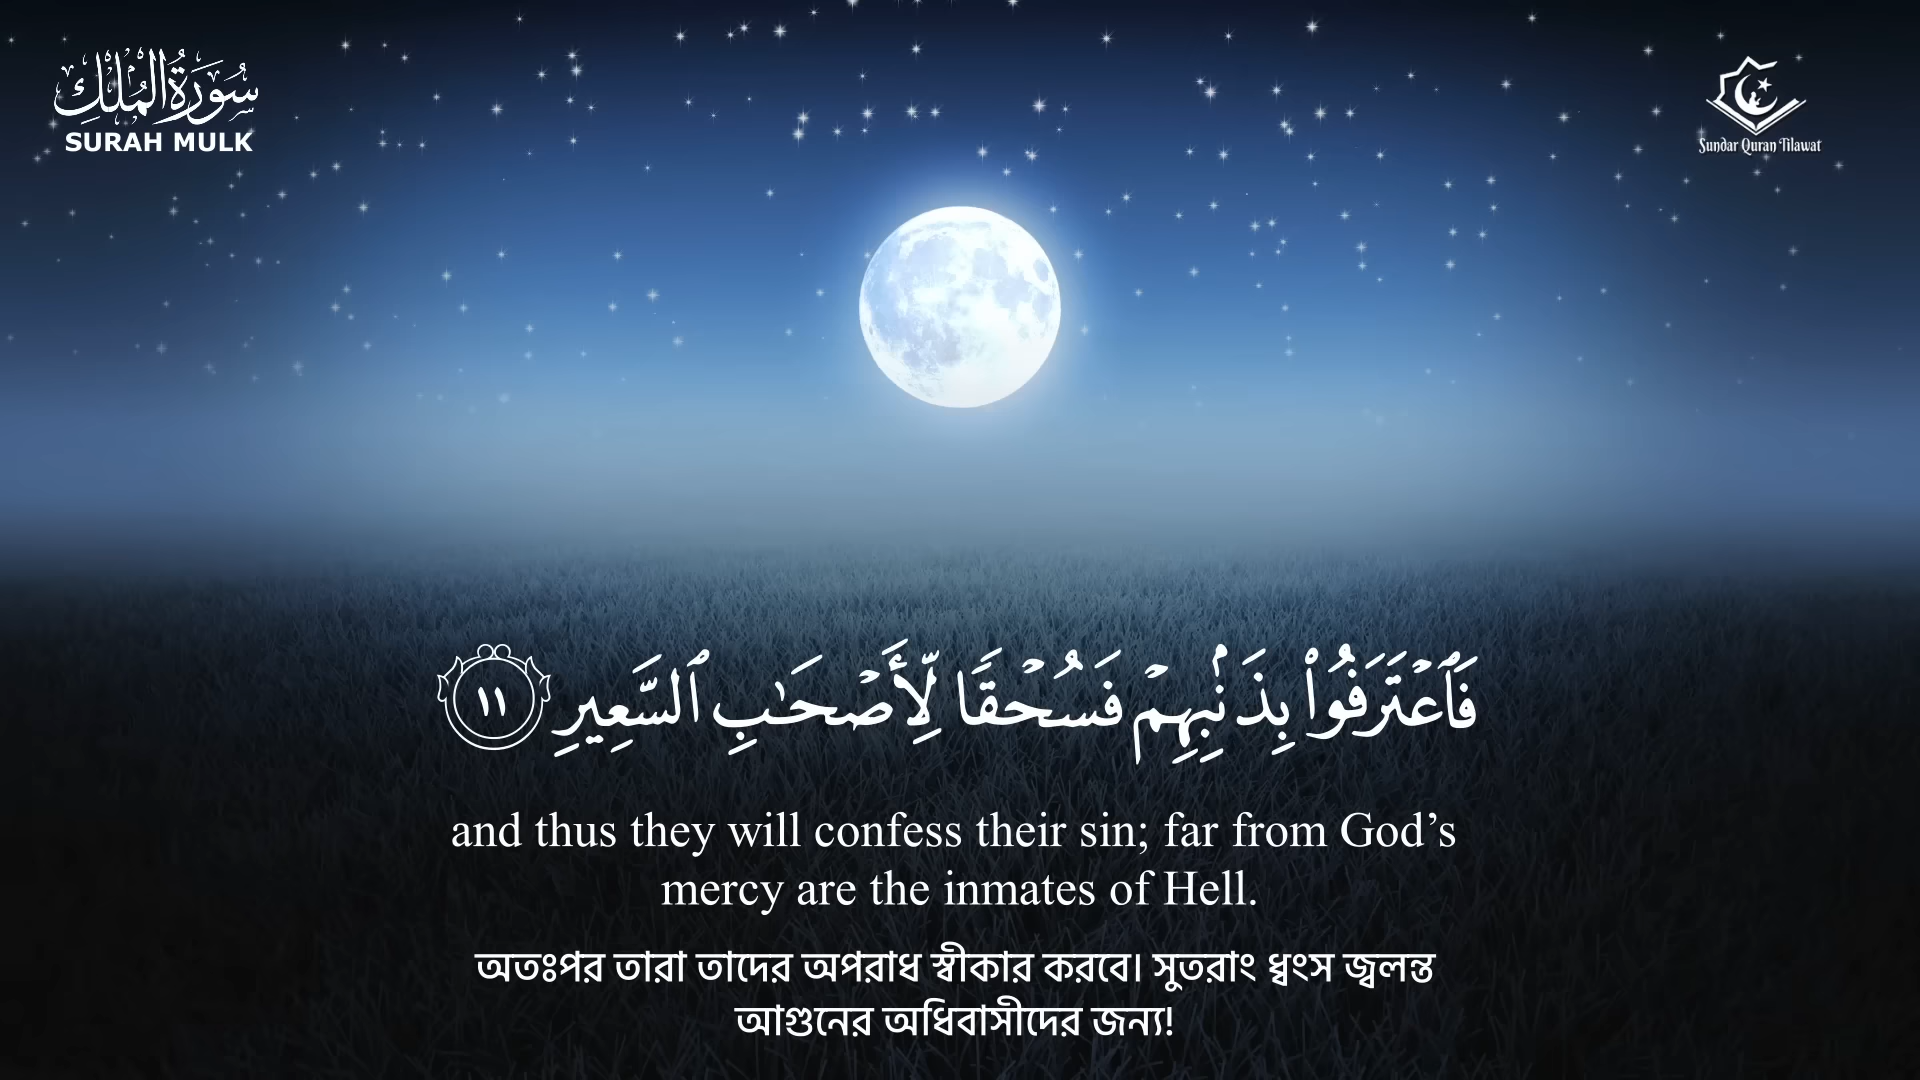 سُورَةُ الْمُلْكِ
SURAH MULK
Sundar Quran Tilawat
فَٱعْتَرَفُوا۟ بِذَنۢبِهِمْ فَسُحْقًا لِّأَصْحَـٰبِ ٱلسَّعِيرِ ١١
and thus they will confess their sin; far from God’s
mercy are the inmates of Hell.
অতঃপর তারা তাদের অপরাধ স্বীকার করবে। সুতরাং ধ্বংস জ্বলন্ত
আগুনের অধিবাসীদের জন্য!